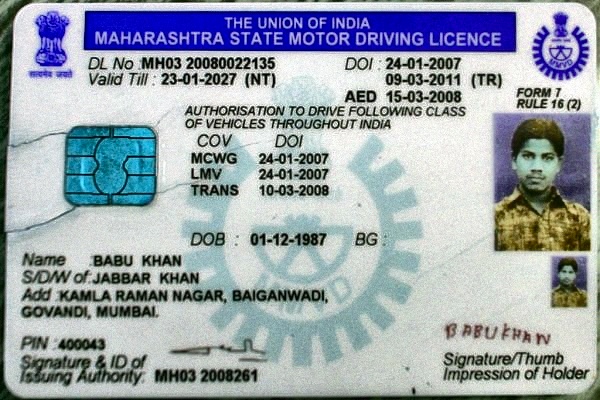 THE UNION OF INDIA
MAHARASHTRA STATE MOTOR DRIVING LICENCE
सत्यमेव जयते
DL No : MH03 20080022135 DOI : 24-01-2007
Valid Till : 23-01-2027 (NT) 09-03-2011 (TR)
AED 15-03-2008
FORM 7
RULE 16 (2)
AUTHORISATION TO DRIVE FOLLOWING CLASS
OF VEHICLES THROUGHOUT INDIA
COV DOI
MCWG 24-01-2007
LMV 24-01-2007
TRANS 10-03-2008
DOB : 01-12-1987 BG :
Name : BABU KHAN
S/D/W of : JABBAR KHAN
Add : KAMLA RAMAN NAGAR, BAIGANWADI,
GOVANDI, MUMBAI.
PIN : 400043
Signature & ID of
Issuing Authority: MH03 2008261
BABU KHAN
Signature/Thumb
Impression of Holder
MMVD
MMVD